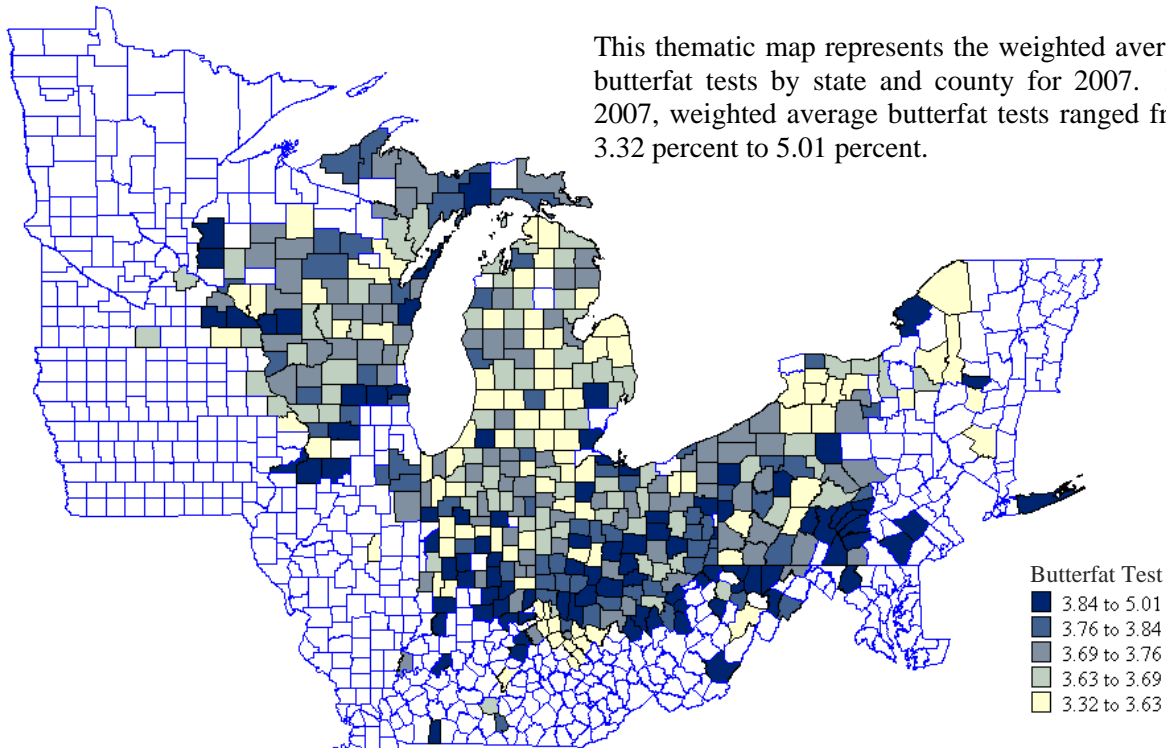 This thematic map represents the weighted
butterfat tests by state and county for 2007.
2007, weighted average butterfat tests ranged
3.32 percent to 5.01 percent.
Butterfat Test
3.84 to 5.01
3.76 to 3.84
3.69 to 3.76
3.63 to 3.69
3.32 to 3.63